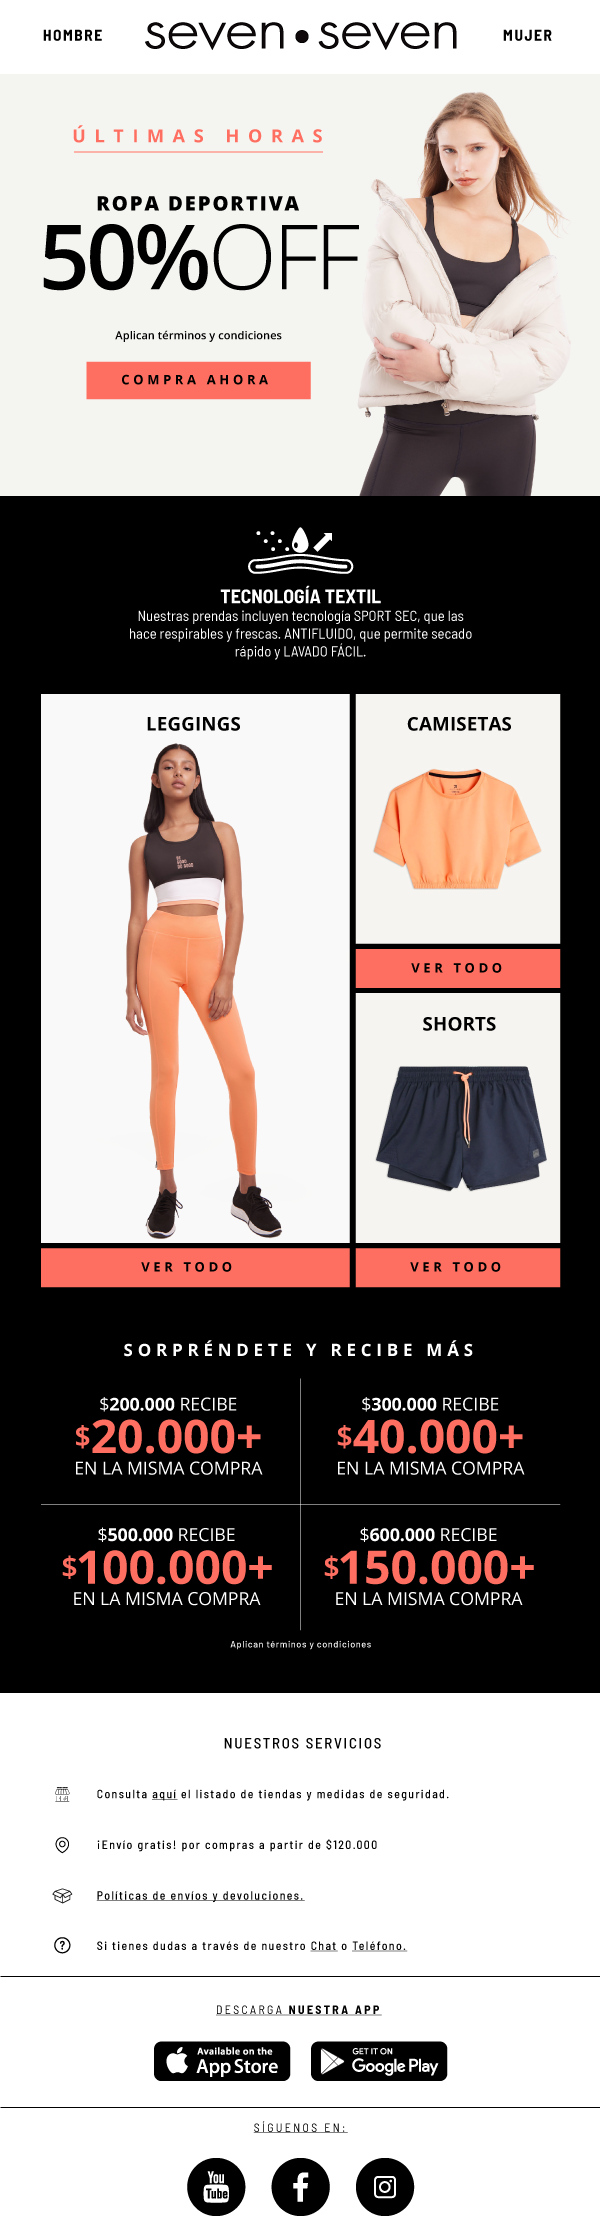 HOMBRE
seven•seven
MUJER
ÚLTIMAS HORAS
ROPA DEPORTIVA
50%OFF
Aplican términos y condiciones
COMPRA AHORA
TECNOLOGÍA TEXTIL
Nuestras prendas incluyen tecnología SPORT SEC, que las
hace respirables y frescas. ANTIFLUIDO, que permite secado
rápido y LAVADO FÁCIL.
LEGGINGS
DO GOOD
VER TODO
CAMISETAS
VER TODO
SHORTS
VER TODO
SORPRÉNDETE Y RECIBE MÁS
$200.000 RECIBE
$20.000+
EN LA MISMA COMPRA
$300.000 RECIBE
$40.000+
EN LA MISMA COMPRA
$500.000 RECIBE
$100.000+
EN LA MISMA COMPRA
$600.000 RECIBE
$150.000+
EN LA MISMA COMPRA
Aplican términos y condiciones
NUESTROS SERVICIOS
Consulta aquí el listado de tiendas y medidas de seguridad.
¡Envío gratis! por compras a partir de $120.000
Políticas de envíos y devoluciones.
Si tienes dudas a través de nuestro Chat o Teléfono.
DESCARGA NUESTRA APP
Available on the
App Store
GET IT ON
Google Play
SÍGUENOS EN:
You
Tube